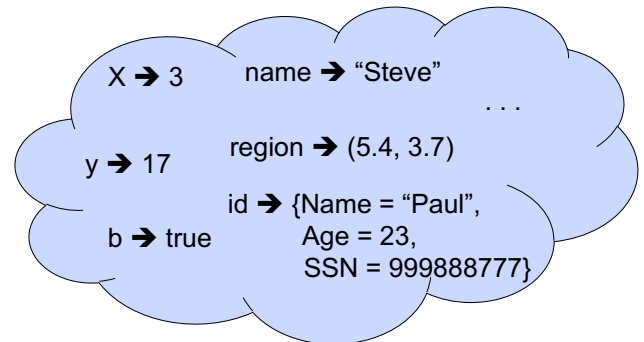 X ➔ 3 name ➔ “Steve”
. . .
y ➔ 17 region ➔ (5.4, 3.7)
id ➔ {Name = “Paul”,
b ➔ true Age = 23,
SSN = 999888777}